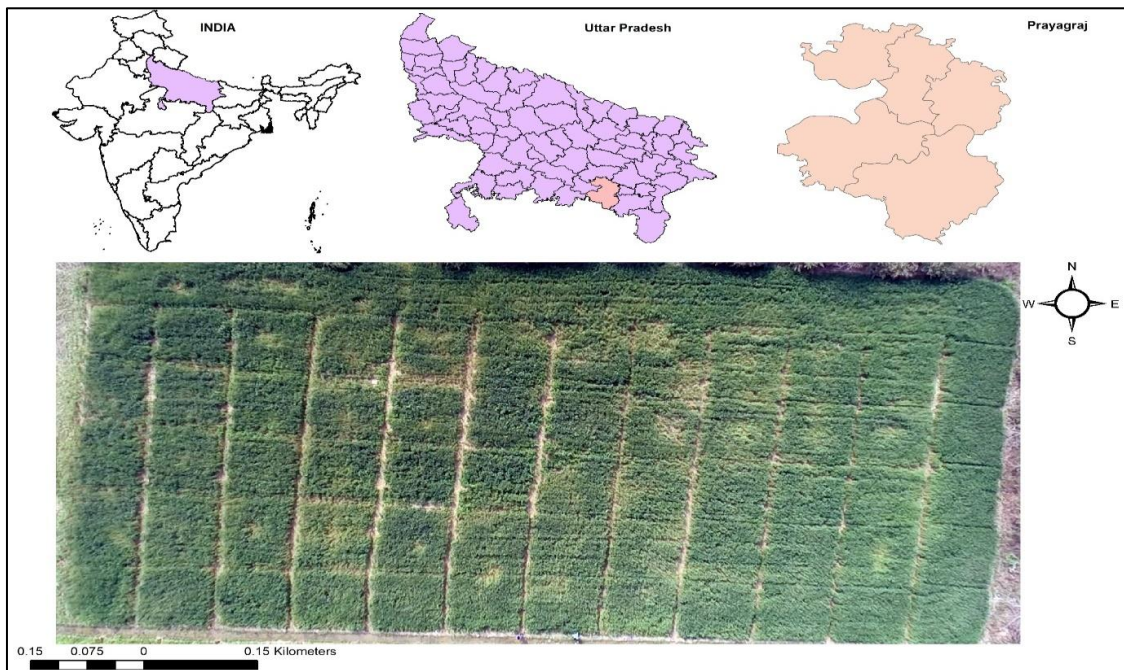 INDIA
Uttar Pradesh
Prayagraj
N
W E
S
0.15 0.075 0 0.15 Kilometers